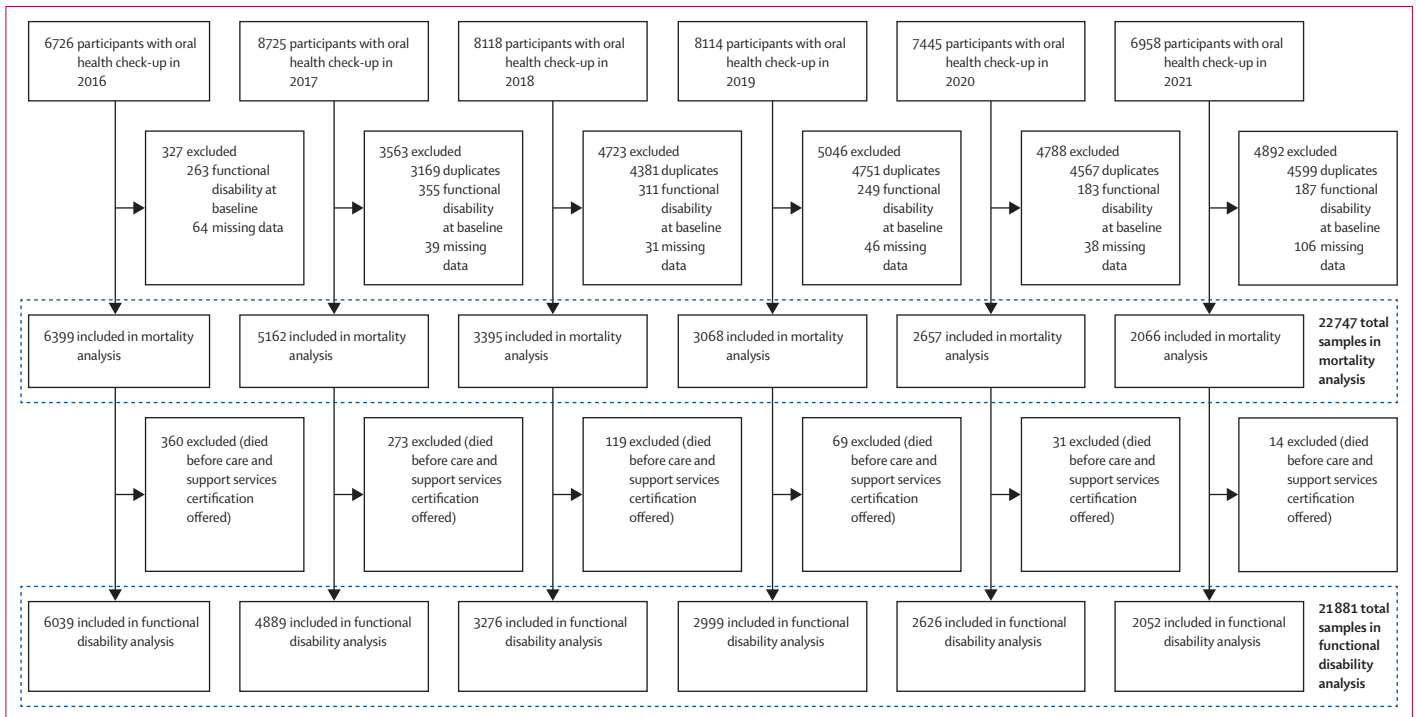 6726 participants with oral
health check-up in
2016
8725 participants with oral
health check-up in
2017
8118 participants with oral
health check-up in
2018
8114 participants with oral
health check-up in
2019
7445 participants with oral
health check-up in
2020
6958 participants with oral
health check-up in
2021
327 excluded
263 functional
disability at
baseline
64 missing data
3563 excluded
3169 duplicates
355 functional
disability
at baseline
39 missing
data
4723 excluded
4381 duplicates
311 functional
disability
at baseline
31 missing
data
5046 excluded
4751 duplicates
249 functional
disability
at baseline
46 missing
data
4788 excluded
4567 duplicates
183 functional
disability
at baseline
38 missing
data
4892 excluded
4599 duplicates
187 functional
disability
at baseline
106 missing
data
6399 included in mortality
analysis
5162 included in mortality
analysis
3395 included in mortality
analysis
3068 included in mortality
analysis
2657 included in mortality
analysis
2066 included in mortality
analysis
22747 total
samples in
mortality
analysis
360 excluded (died
before care and
support services
certification
offered)
273 excluded (died
before care and
support services
certification
offered)
119 excluded (died
before care and
support services
certification
offered)
69 excluded (died
before care and
support services
certification
offered)
31 excluded (died
before care and
support services
certification
offered)
14 excluded (died
before care and
support services
certification
offered)
6039 included in functional
disability analysis
4889 included in functional
disability analysis
3276 included in functional
disability analysis
2999 included in functional
disability analysis
2626 included in functional
disability analysis
2052 included in functional
disability analysis
21881 total
samples in
functional
disability
analysis